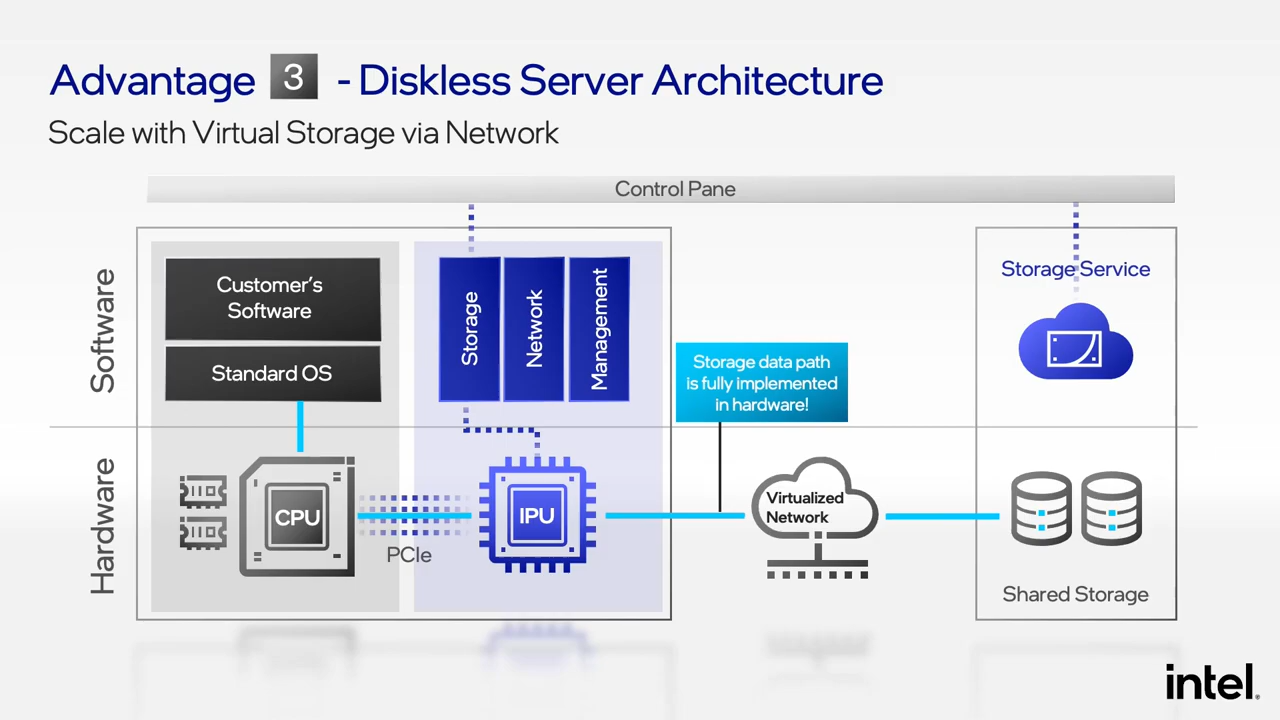 Advantage 3 - Diskless Server Architecture
Scale with Virtual Storage via Network
Control Pane
Software
Customer's
Software
Standard OS
Storage
Network
Management
Storage data path
is fully implemented
in hardware!
Storage Service
Hardware
CPU
PCIe
IPU
Virtualized
Network
Shared Storage
intel.